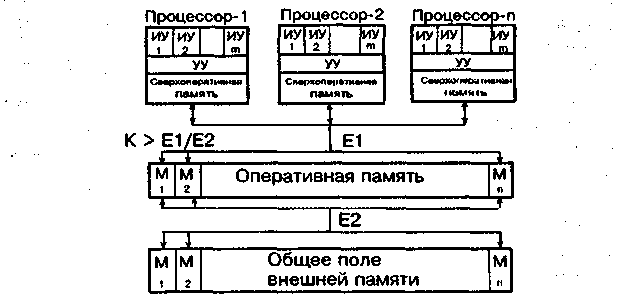 Процессор-1 Процессор-2 Процессор-n
ИУ ИУ ИУ ИУ ИУ ИУ ИУ ИУ ИУ
1 2 m 1 2 m 1 2 m
УУ УУ УУ
Сверхоперативная Сверхоперативная Сверхоперативная
память память память
K > E1/E2 E1
М М Оперативная память М
1 2 n
E2
М М Общее поле М
1 2 внешней памяти n